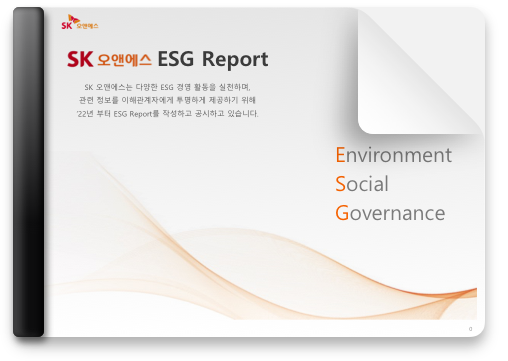 SK 오앤에스
SK 오앤에스 ESG Report
SK 오앤에스는 다양한 ESG 경영 활동을 실천하며,
관련 정보를 이해관계자에게 투명하게 제공하기 위해
'22년 부터 ESG Report를 작성하고 공시하고 있습니다.
Environment
Social
Governance
0